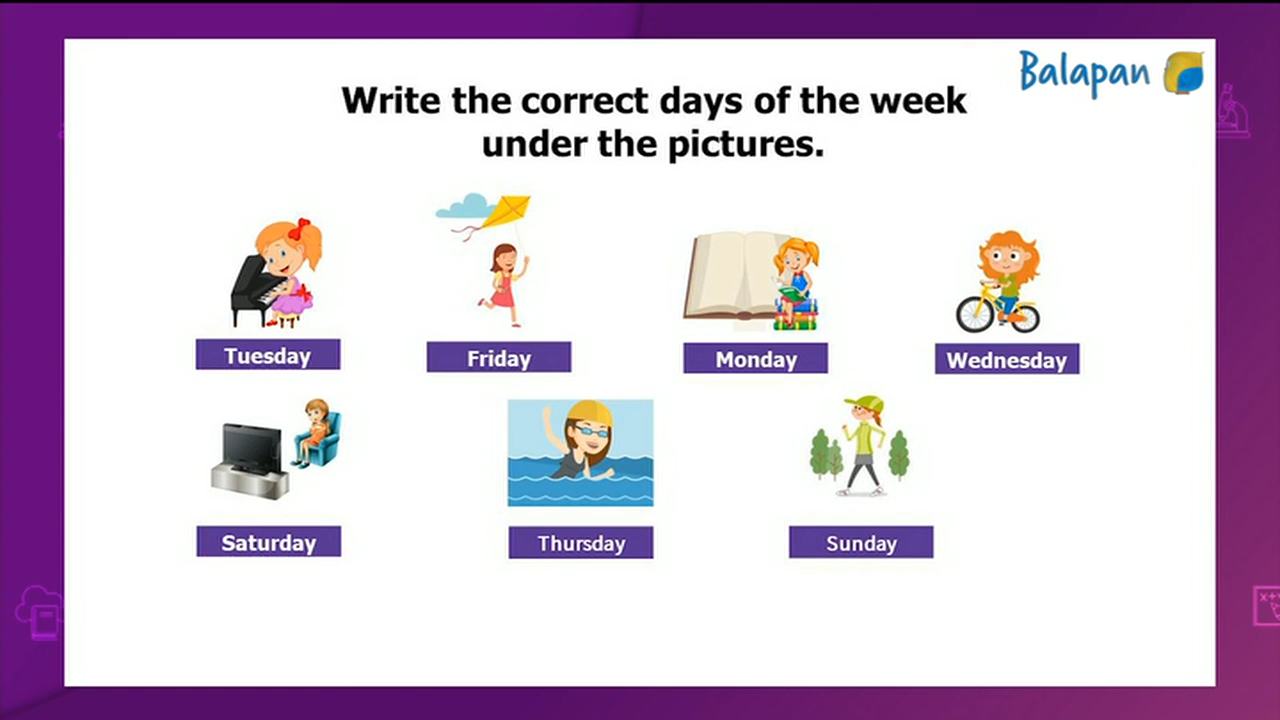 Balapan
Write the correct days of the week
under the pictures.
Tuesday
Friday
Monday
Wednesday
Saturday
Thursday
Sunday